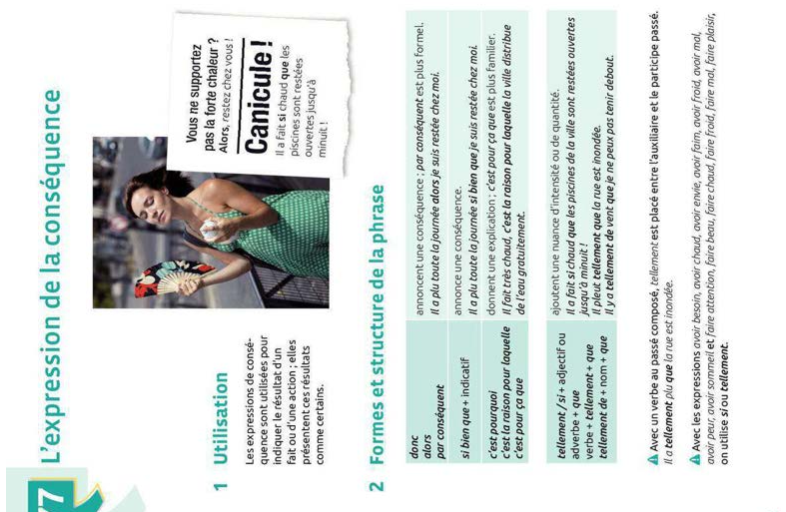 77
L'expression de la conséquence
1 Utilisation
Les expressions de consé-
quence sont utilisées pour
indiquer le résultat d'un
fait ou d'une action ; elles
présentent ces résultats
comme certains.
Vous ne supportez
pas la forte chaleur ?
Alors, restez chez vous !
Canicule !
Il a fait si chaud que les
piscines sont restées
ouvertes jusqu'à
minuit !
2 Formes et structure de la phrase
donc
alors
par conséquent
annoncent une conséquence ; par conséquent est plus formel.
Il a plu toute la journée alors je suis restée chez moi.
si bien que + indicatif
annonce une conséquence.
Il a plu toute la journée si bien que je suis restée chez moi.
c'est pourquoi
c'est la raison pour laquelle
c'est pour ça que
donnent une explication ; c'est pour ça que est plus familier.
Il fait très chaud, c'est la raison pour laquelle la ville distribue
de l'eau gratuitement.
tellement / si + adjectif ou
adverbe + que
verbe + tellement + que
tellement de + nom + que
ajoutent une nuance d'intensité ou de quantité.
Il a fait si chaud que les piscines de la ville sont restées ouvertes
jusqu'à minuit !
Il pleut tellement que la rue est inondée.
Il y a tellement de vent que je ne peux pas tenir debout.
Avec un verbe au passé composé, tellement est placé entre l'auxiliaire et le participe passé.
Il a tellement plu que la rue est inondée.
Avec les expressions avoir besoin, avoir chaud, avoir envie, avoir faim, avoir froid, avoir mal,
avoir peur, avoir sommeil et faire attention, faire beau, faire chaud, faire froid, faire mal, faire plaisir,
on utilise si ou tellement.